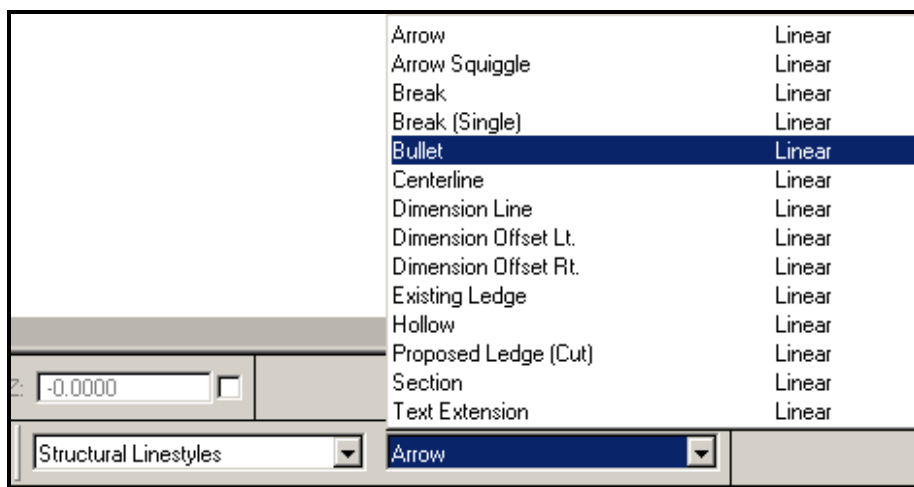 Arrow Linear
Arrow Squiggle Linear
Break Linear
Break (Single) Linear
Bullet Linear
Centerline Linear
Dimension Line Linear
Dimension Offset Lt. Linear
Dimension Offset Rt. Linear
Existing Ledge Linear
Hollow Linear
Proposed Ledge (Cut) Linear
Section Linear
Text Extension Linear
Z: -0.0000
Structural Linestyles Arrow